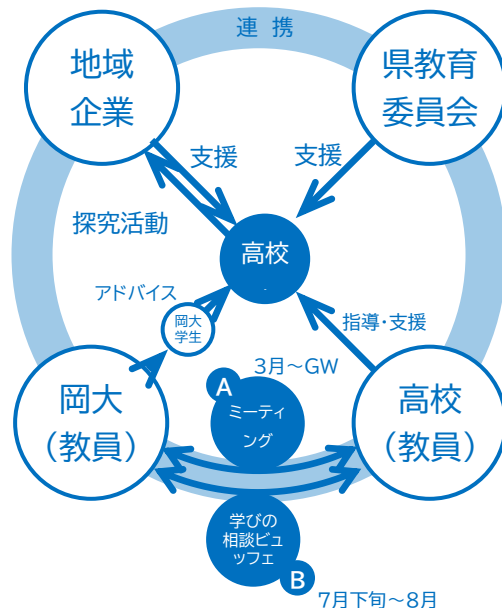 連携
地域
企業
県教育
委員会
支援
支援
探究活動
高校
アドバイス
岡大
学生
指導・支援
3月～GW
岡大
（教員）
A
ミーティ
ング
高校
（教員）
学びの
相談ビュ
ッフェ
B
7月下旬～8月